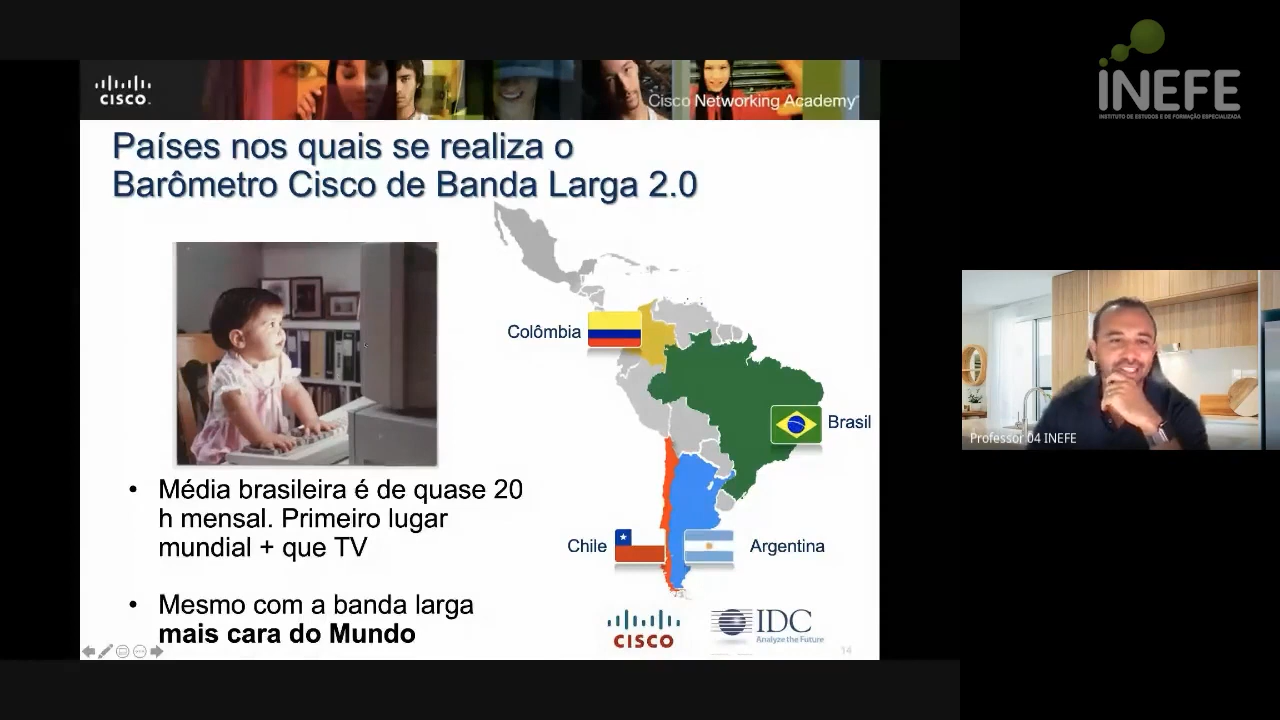 CISCO
Cisco Networking Academy
INEFE
INSTITUTO DE ESTUDOS E DE FORMAÇÃO ESPECIALIZADA
Países nos quais se realiza o
Barômetro Cisco de Banda Larga 2.0
Colômbia
Brasil
Chile
Argentina
• Média brasileira é de quase 20
h mensal. Primeiro lugar
mundial + que TV
• Mesmo com a banda larga
mais cara do Mundo
CISCO
IDC
Analyze the Future
14
Professor 04 INEFE